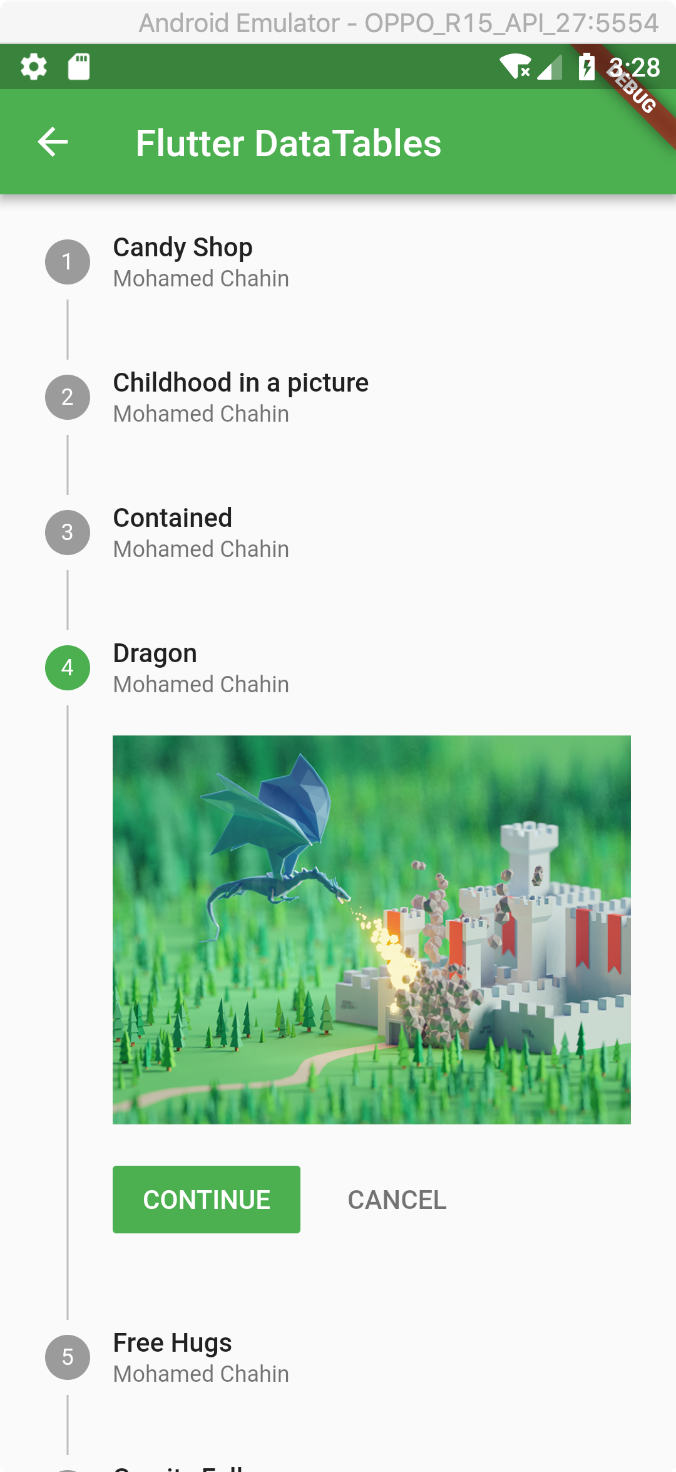 Android Emulator - OPPO_R15_API_27:5554
3:28
DEBUG
Flutter DataTables
1
Candy Shop
Mohamed Chahin
2
Childhood in a picture
Mohamed Chahin
3
Contained
Mohamed Chahin
4
Dragon
Mohamed Chahin
CONTINUE CANCEL
5
Free Hugs
Mohamed Chahin